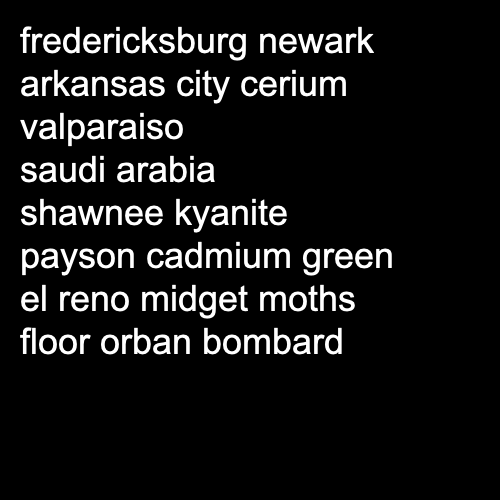 fredericksburg newark
arkansas city cerium
valparaiso
saudi arabia
shawnee kyanite
payson cadmium green
el reno midget moths
floor orban bombard